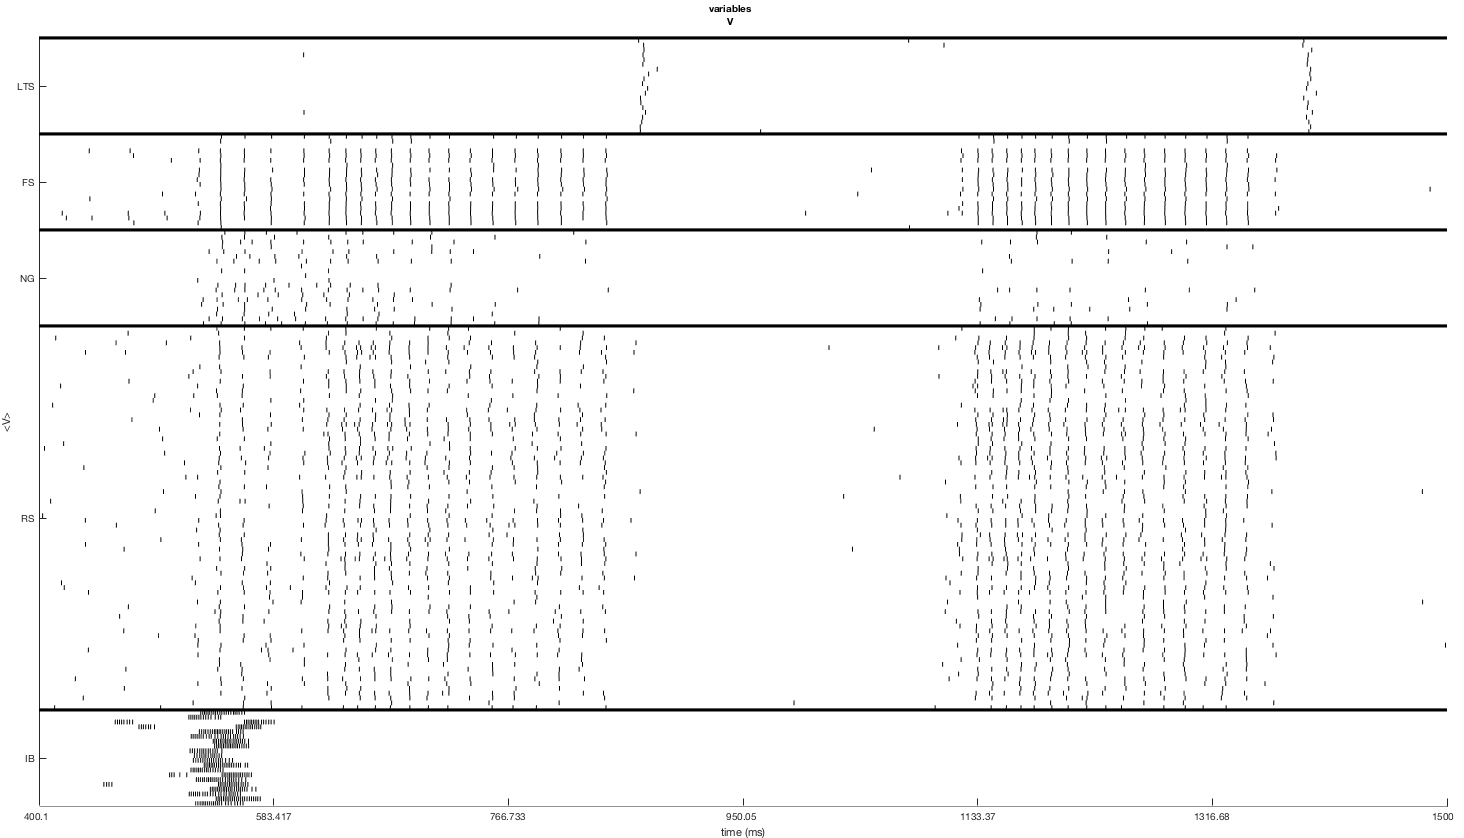 variables
V
LTS
FS
NG
RS
IB
<V>
400.1 583.417 766.733 950.05 1133.37 1316.68 1500
time (ms)